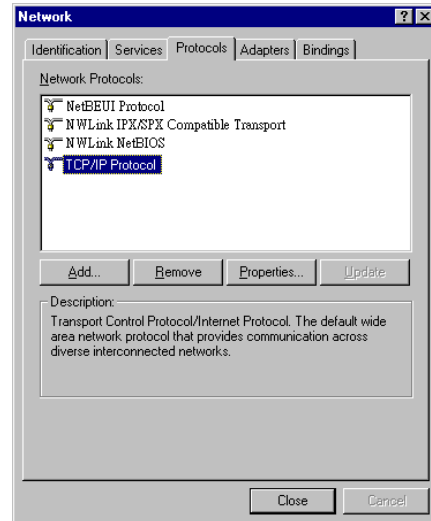 Network
Identification Services Protocols Adapters Bindings
Network Protocols:
NetBEUI Protocol
NWLink IPX/SPX Compatible Transport
NWLink NetBIOS
TCP/IP Protocol
Add... Remove Properties... Update
Description:
Transport Control Protocol/Internet Protocol. The default wide
area network protocol that provides communication across
diverse interconnected networks.
Close Cancel